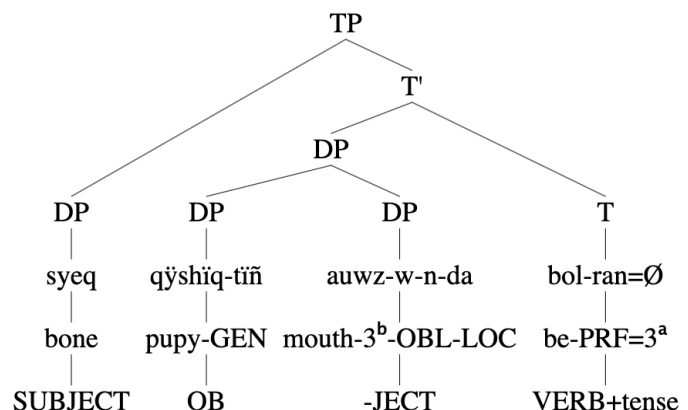 TP
T'
DP
DP DP DP T
syeq qÿshïq-tïñ auwz-w-n-da bol-ran=Ø
bone pupy-GEN mouth-3ᵇ-OBL-LOC be-PRF=3ᵃ
SUBJECT OB -JECT VERB+tense